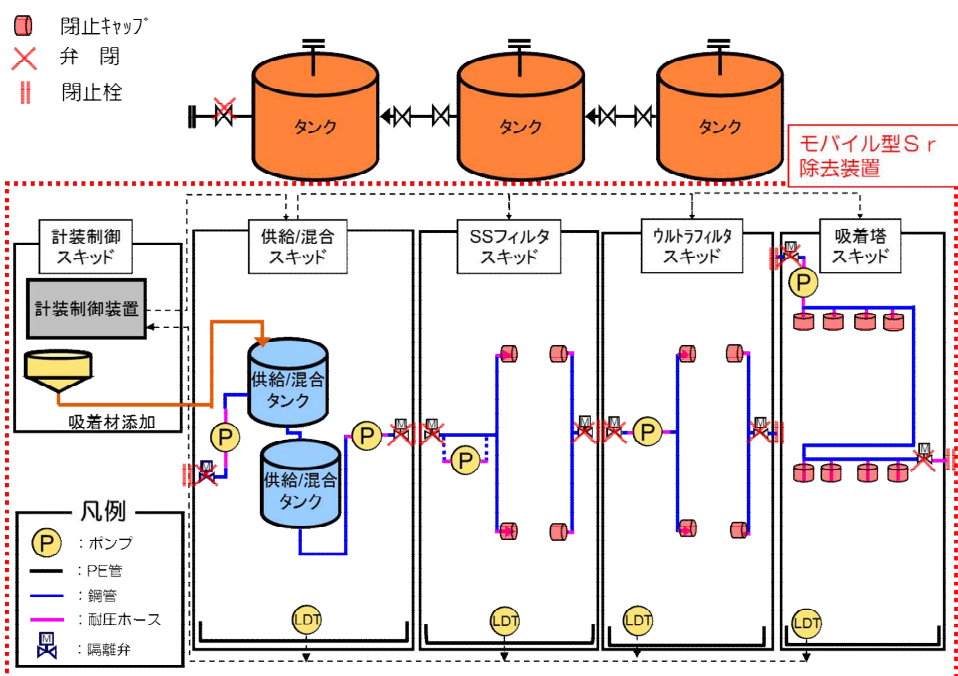 閉止ｷｬｯﾌﾟ
弁　閉
閉止栓
タンク
タンク
タンク
モバイル型Ｓｒ
除去装置
計装制御
スキッド
供給/混合
スキッド
SSフィルタ
スキッド
ｳﾙﾄﾗﾌｨﾙﾀ
スキッド
吸着塔
スキッド
計装制御装置
吸着材添加
供給/混合
タンク
供給/混合
タンク
P
P
P
P
P
M
M
M
M
M
M
M
M
LDT
LDT
LDT
LDT
凡例
P
：ポンプ
：PE管
：鋼管
：耐圧ホース
M
：隔離弁